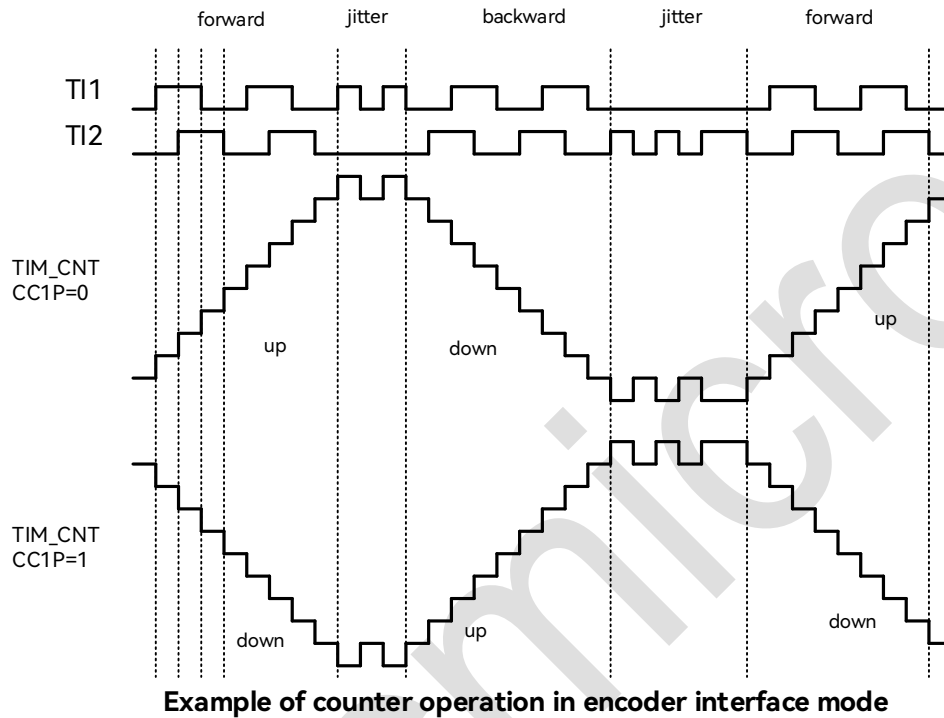 forward jitter backward jitter forward
TI1
TI2
TIM_CNT
CC1P=0
up
down
up
TIM_CNT
CC1P=1
down
up
down
Example of counter operation in encoder interface mode